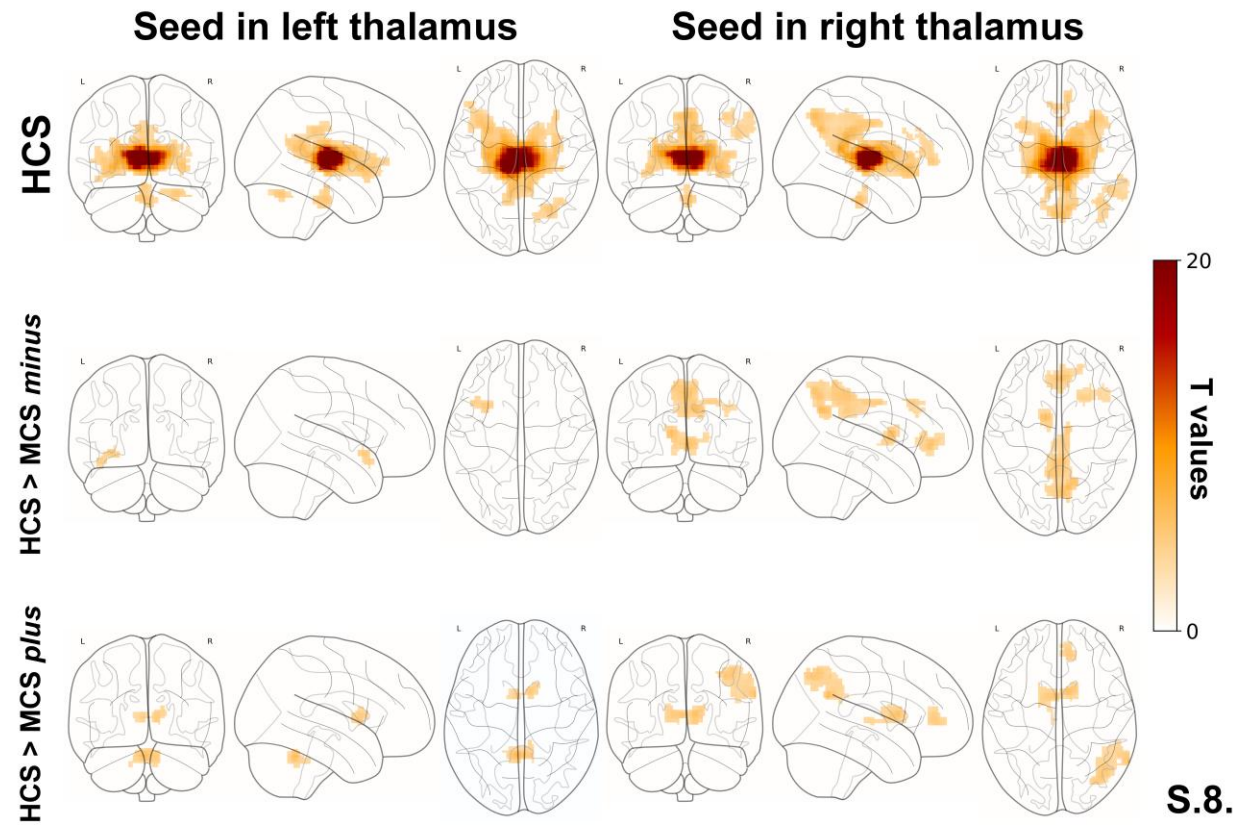 Seed in left thalamus
Seed in right thalamus
HCS
L
R
L
R
L
R
L
R
HCS > MCS minus
L
R
L
R
L
R
L
R
20
T values
0
HCS > MCS plus
L
R
L
R
L
R
L
R
S.8.